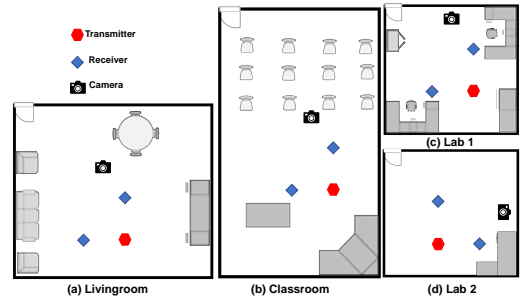 Transmitter
Receiver
Camera
(a) Livingroom
(b) Classroom
(c) Lab 1
(d) Lab 2